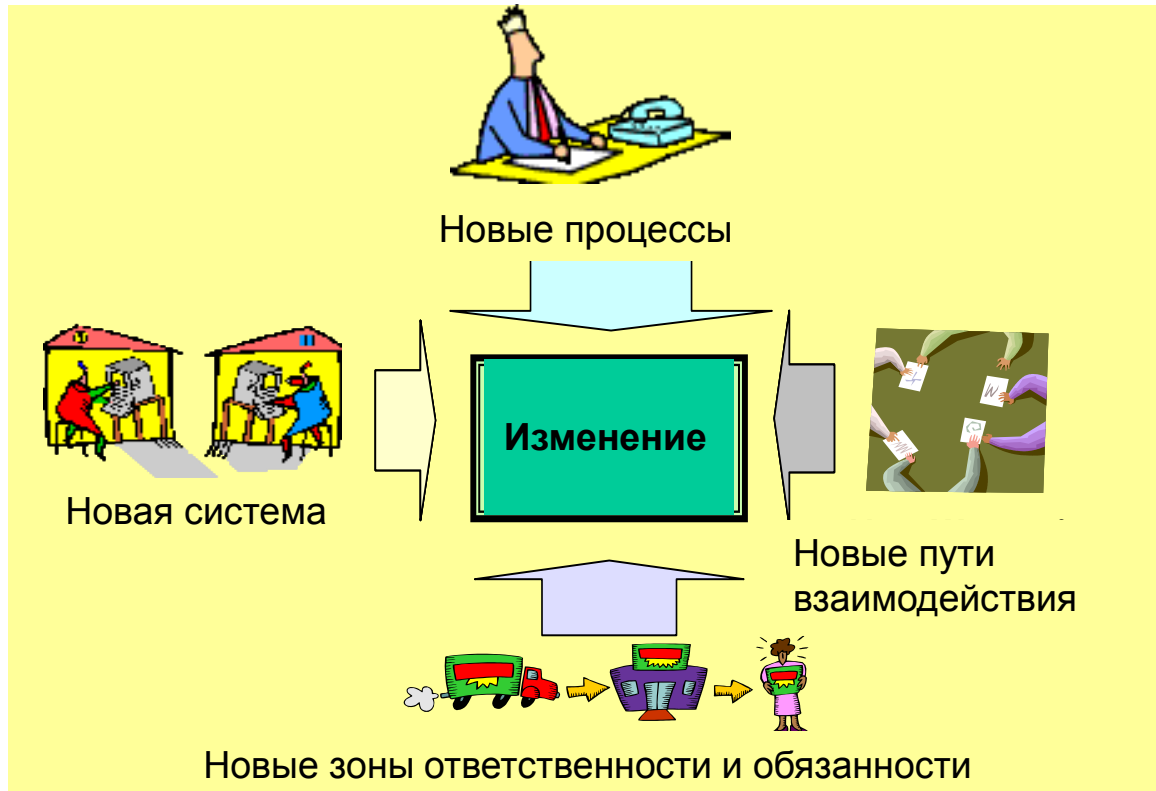 Новые процессы
Изменение
Новая система
Новые пути
взаимодействия
Новые зоны ответственности и обязанности